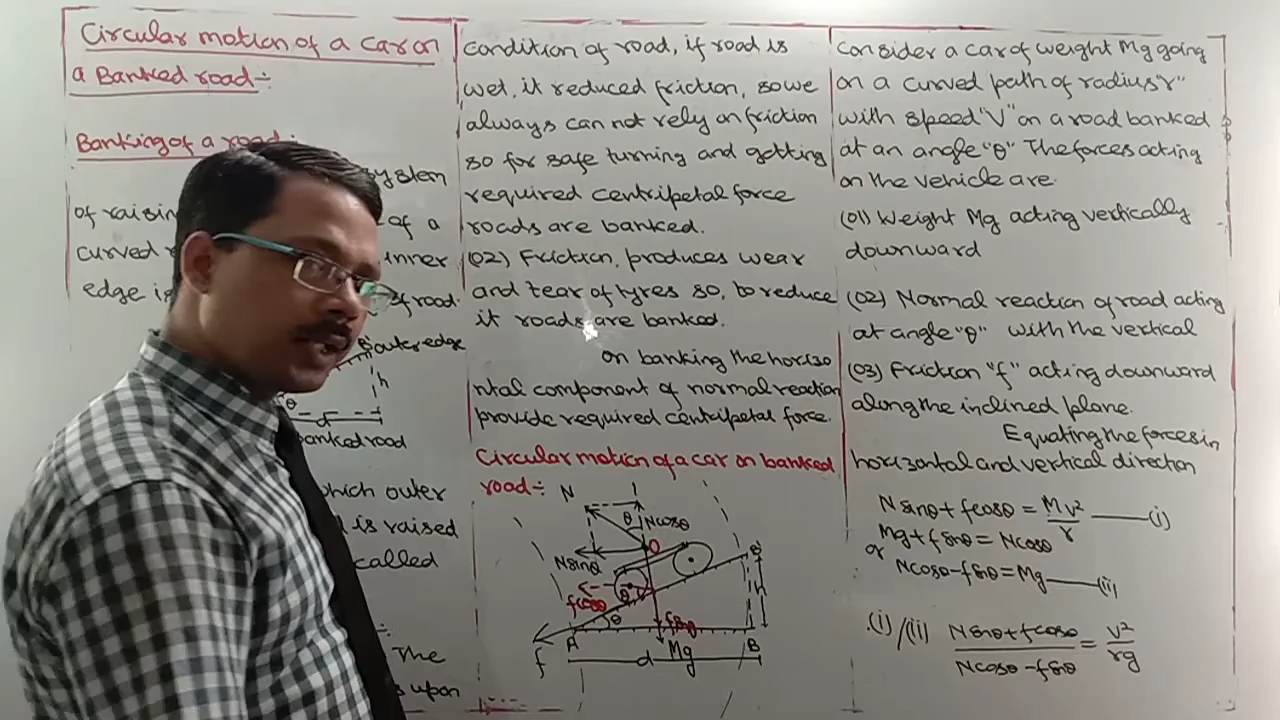 Circular motion of a car on
a Banked road÷
Banking of a road
system
of raisin of a
curved inner
edge is of road.
B' outer edge
h
θ
d
banked road
which outer
is raised
called
The
s upon
condition of road, if road is
wet, it reduced friction, so we
always can not rely on friction
so for safe turning and getting
required centripetal force
roads are banked.
(02) Friction, produces wear
and tear of tyres so, to reduce
it roads are banked.
on banking the horizo
ntal component of normal reaction
provide required centripetal force.
Circular motion of a car on banked
road÷
N
θ Ncosθ
O
Nsinθ
B'
fcosθ
θ
h
θ
fsinθ
A
B
f
Mg
d
consider a car of weight Mg going
on a curved path of radius "r"
with speed "V" on a road banked
at an angle "θ" The forces acting
on the vehicle are.
(01) Weight Mg acting vertically
downward
(02) Normal reaction of road acting
at angle "θ" with the vertical
(03) Friction "f" acting downward
along the inclined plane.
Equating the forces in
horizontal and vertical direction
Nsinθ + fcosθ = Mv²/r —(i)
Mg + fsinθ = Ncosθ
or
Ncosθ - fsinθ = Mg —(ii)
(i)/(ii) Nsinθ + fcosθ / Ncosθ - fsinθ = v²/rg